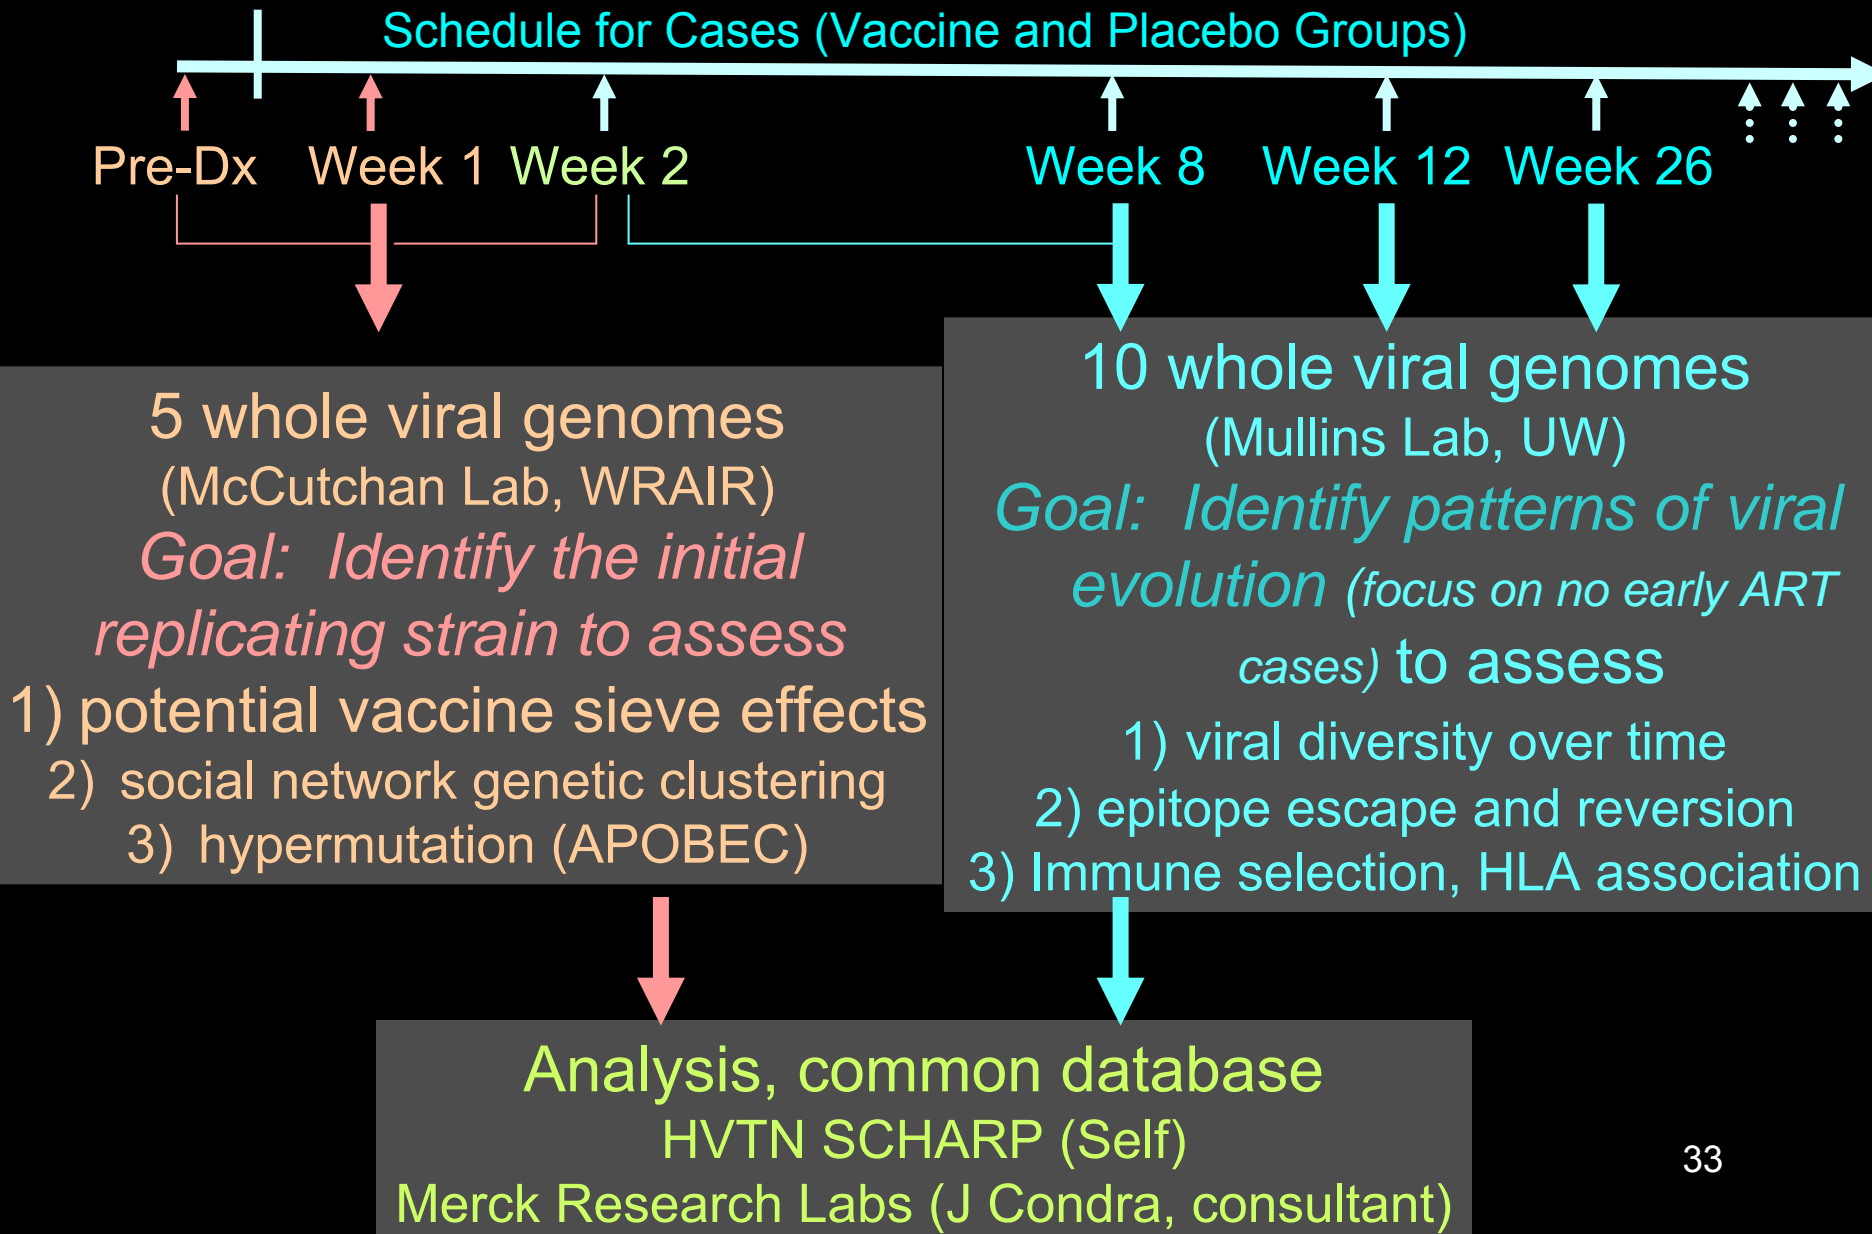 Schedule for Cases (Vaccine and Placebo Groups)
Pre-Dx Week 1 Week 2 Week 8 Week 12 Week 26
5 whole viral genomes
(McCutchan Lab, WRAIR)
Goal: Identify the initial
replicating strain to assess
1) potential vaccine sieve effects
2) social network genetic clustering
3) hypermutation (APOBEC)
10 whole viral genomes
(Mullins Lab, UW)
Goal: Identify patterns of viral
evolution (focus on no early ART
cases) to assess
1) viral diversity over time
2) epitope escape and reversion
3) Immune selection, HLA association
Analysis, common database
HVTN SCHARP (Self)
Merck Research Labs (J Condra, consultant)
33